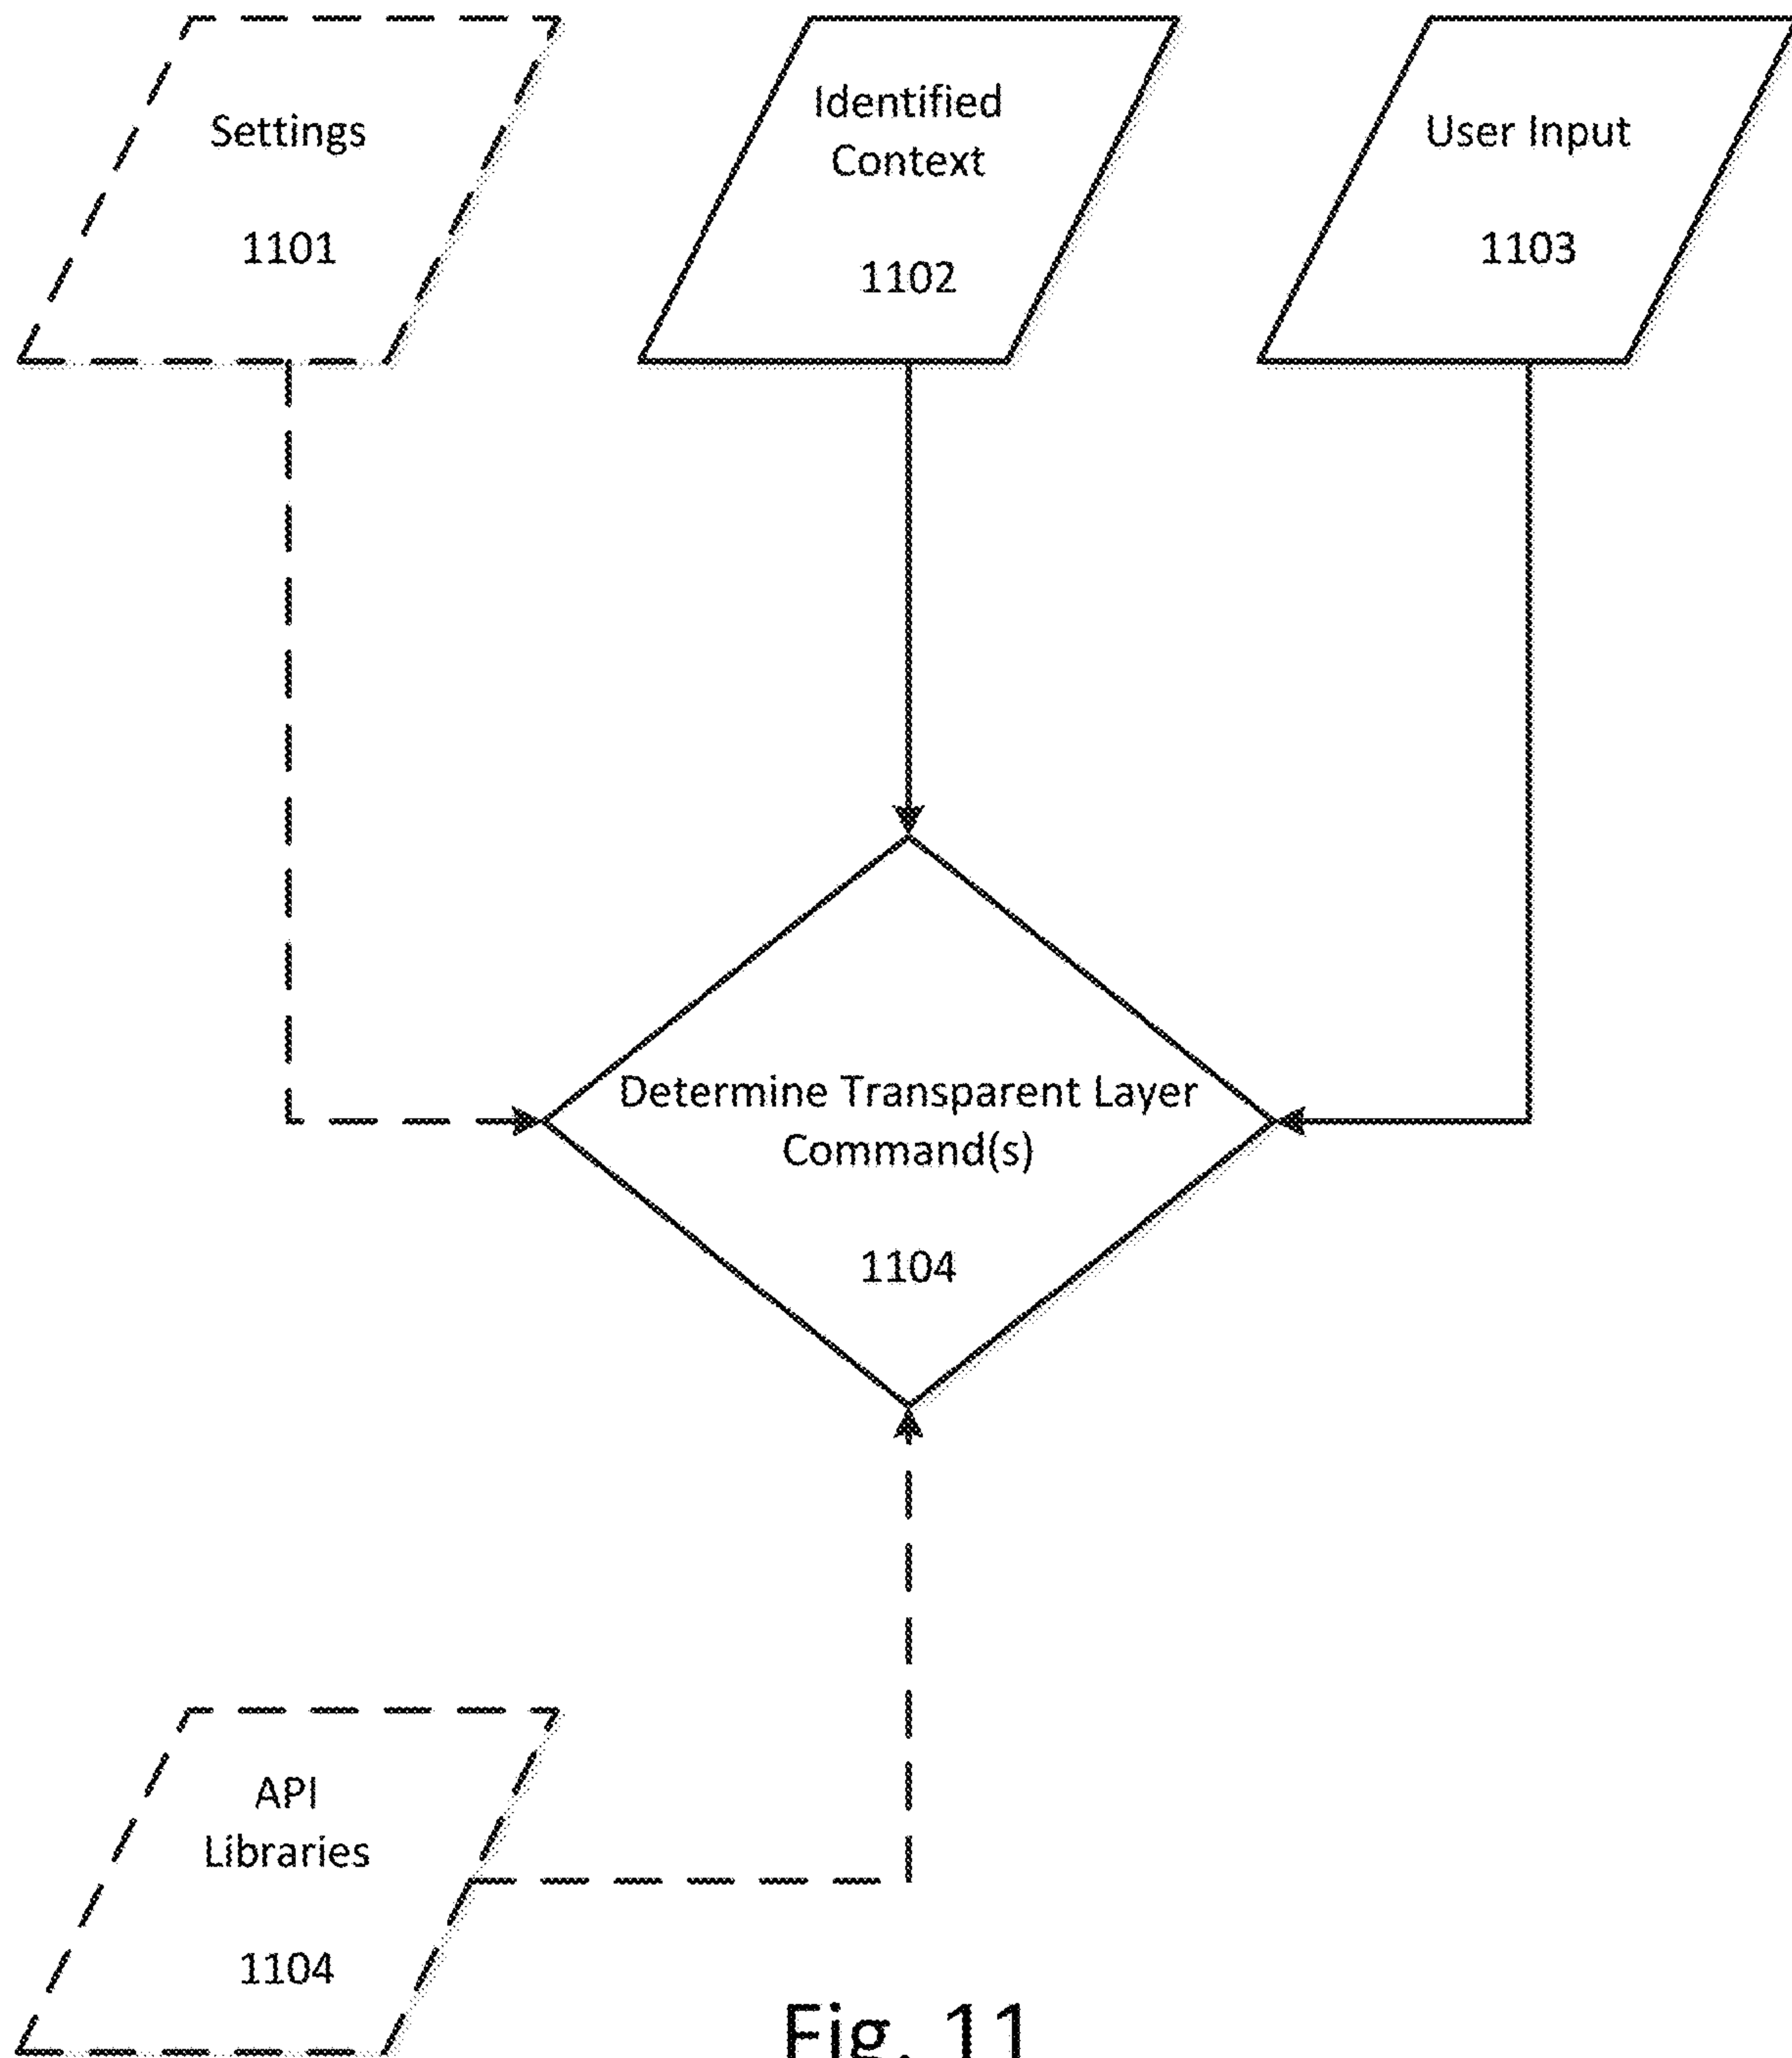 Settings
1101
Identified
Context
1102
User Input
1103
Determine Transparent Layer
Command(s)
1104
API
Libraries
1104
Fig. 11